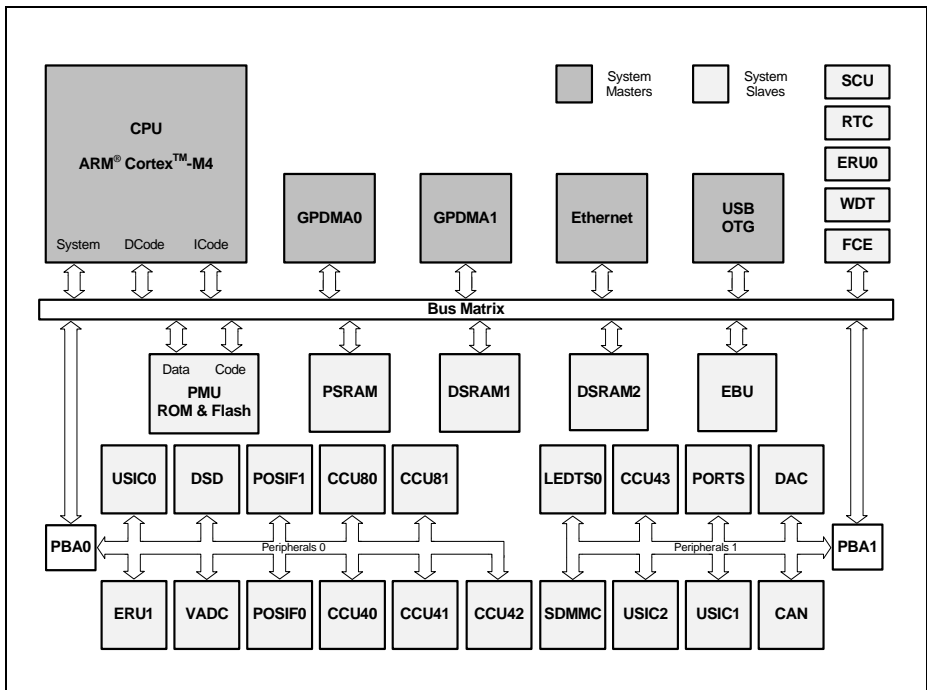 System Masters
System Slaves
SCU
CPU
ARM® Cortex™-M4
RTC
ERU0
WDT
GPDMA0
GPDMA1
Ethernet
USB
OTG
System
DCode
ICode
FCE
Bus Matrix
Data
Code
PMU
ROM & Flash
PSRAM
DSRAM1
DSRAM2
EBU
USIC0
DSD
POSIF1
CCU80
CCU81
LEDTS0
CCU43
PORTS
DAC
PBA0
Peripherals 0
Peripherals 1
PBA1
ERU1
VADC
POSIF0
CCU40
CCU41
CCU42
SDMMC
USIC2
USIC1
CAN